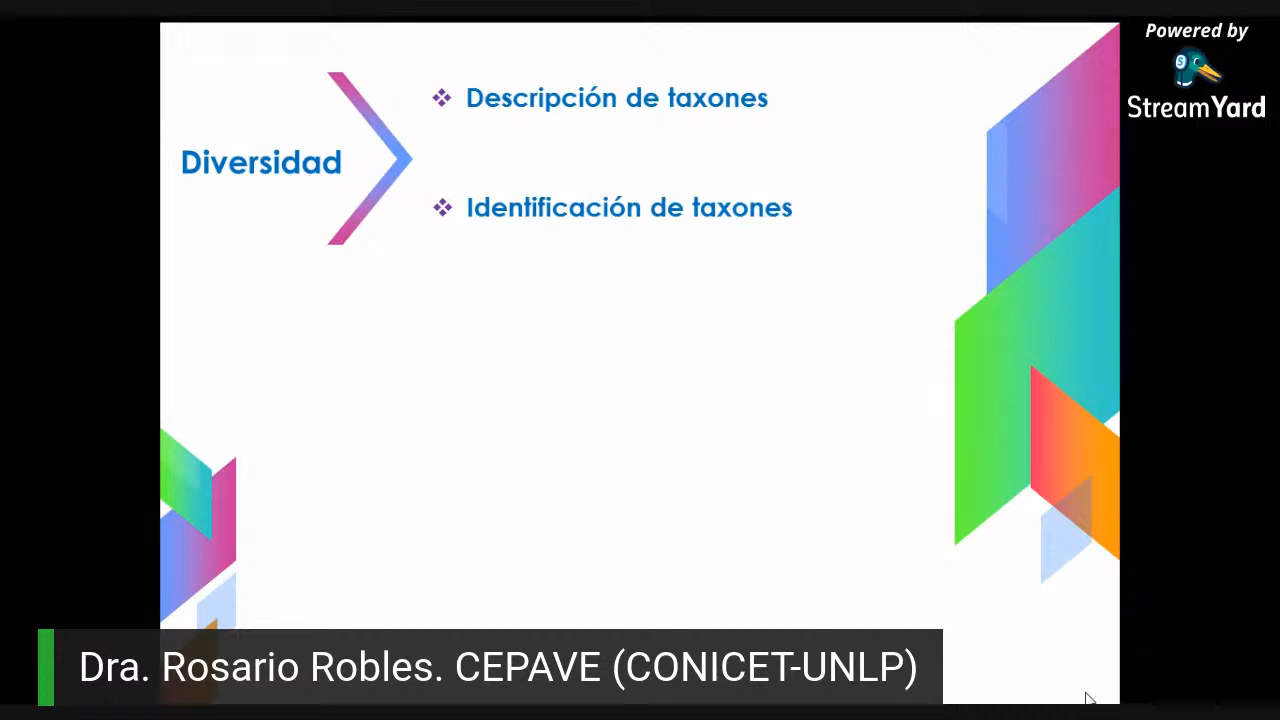 Powered by
StreamYard
Descripción de taxones
Diversidad
Identificación de taxones
Dra. Rosario Robles. CEPAVE (CONICET-UNLP)